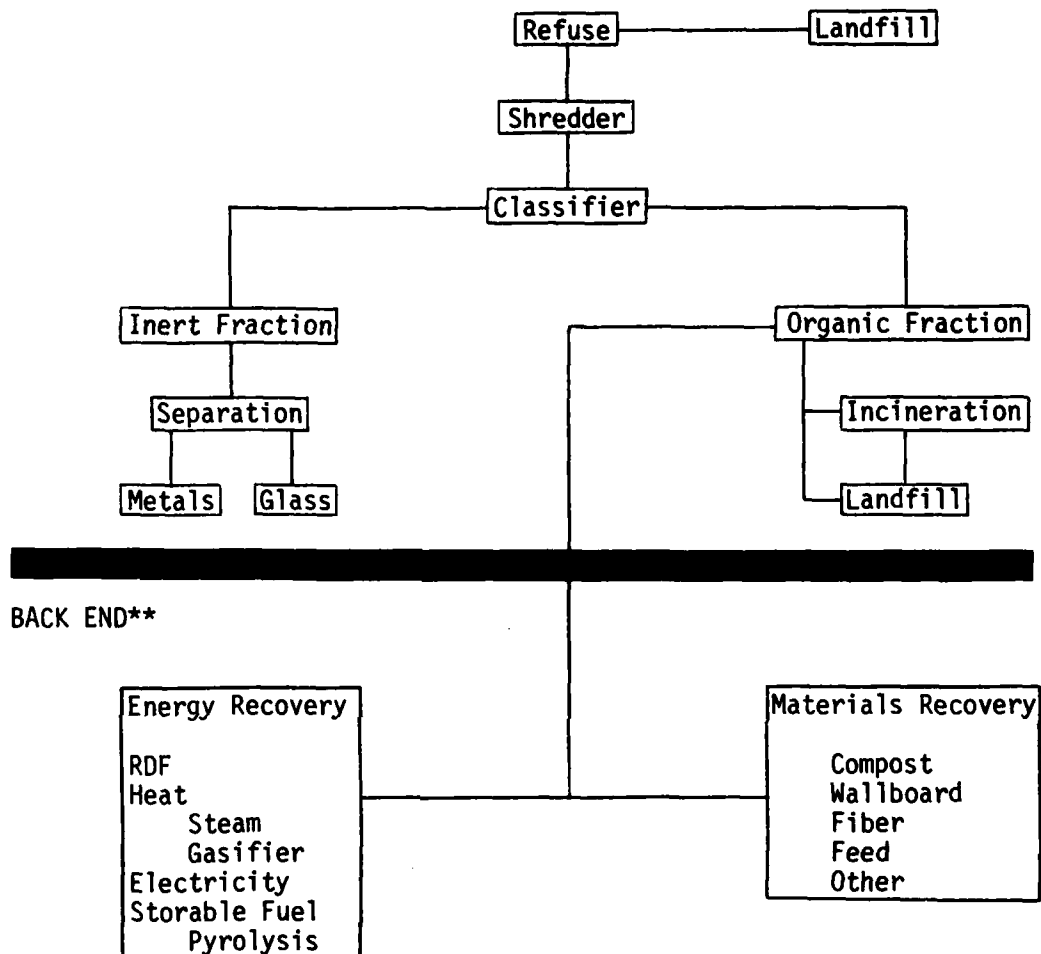 Refuse
Landfill
Shredder
Classifier
Inert Fraction
Organic Fraction
Separation
Incineration
Metals
Glass
Landfill
BACK END**
Energy Recovery
RDF
Heat
Steam
Gasifier
Electricity
Storable Fuel
Pyrolysis
Materials Recovery
Compost
Wallboard
Fiber
Feed
Other